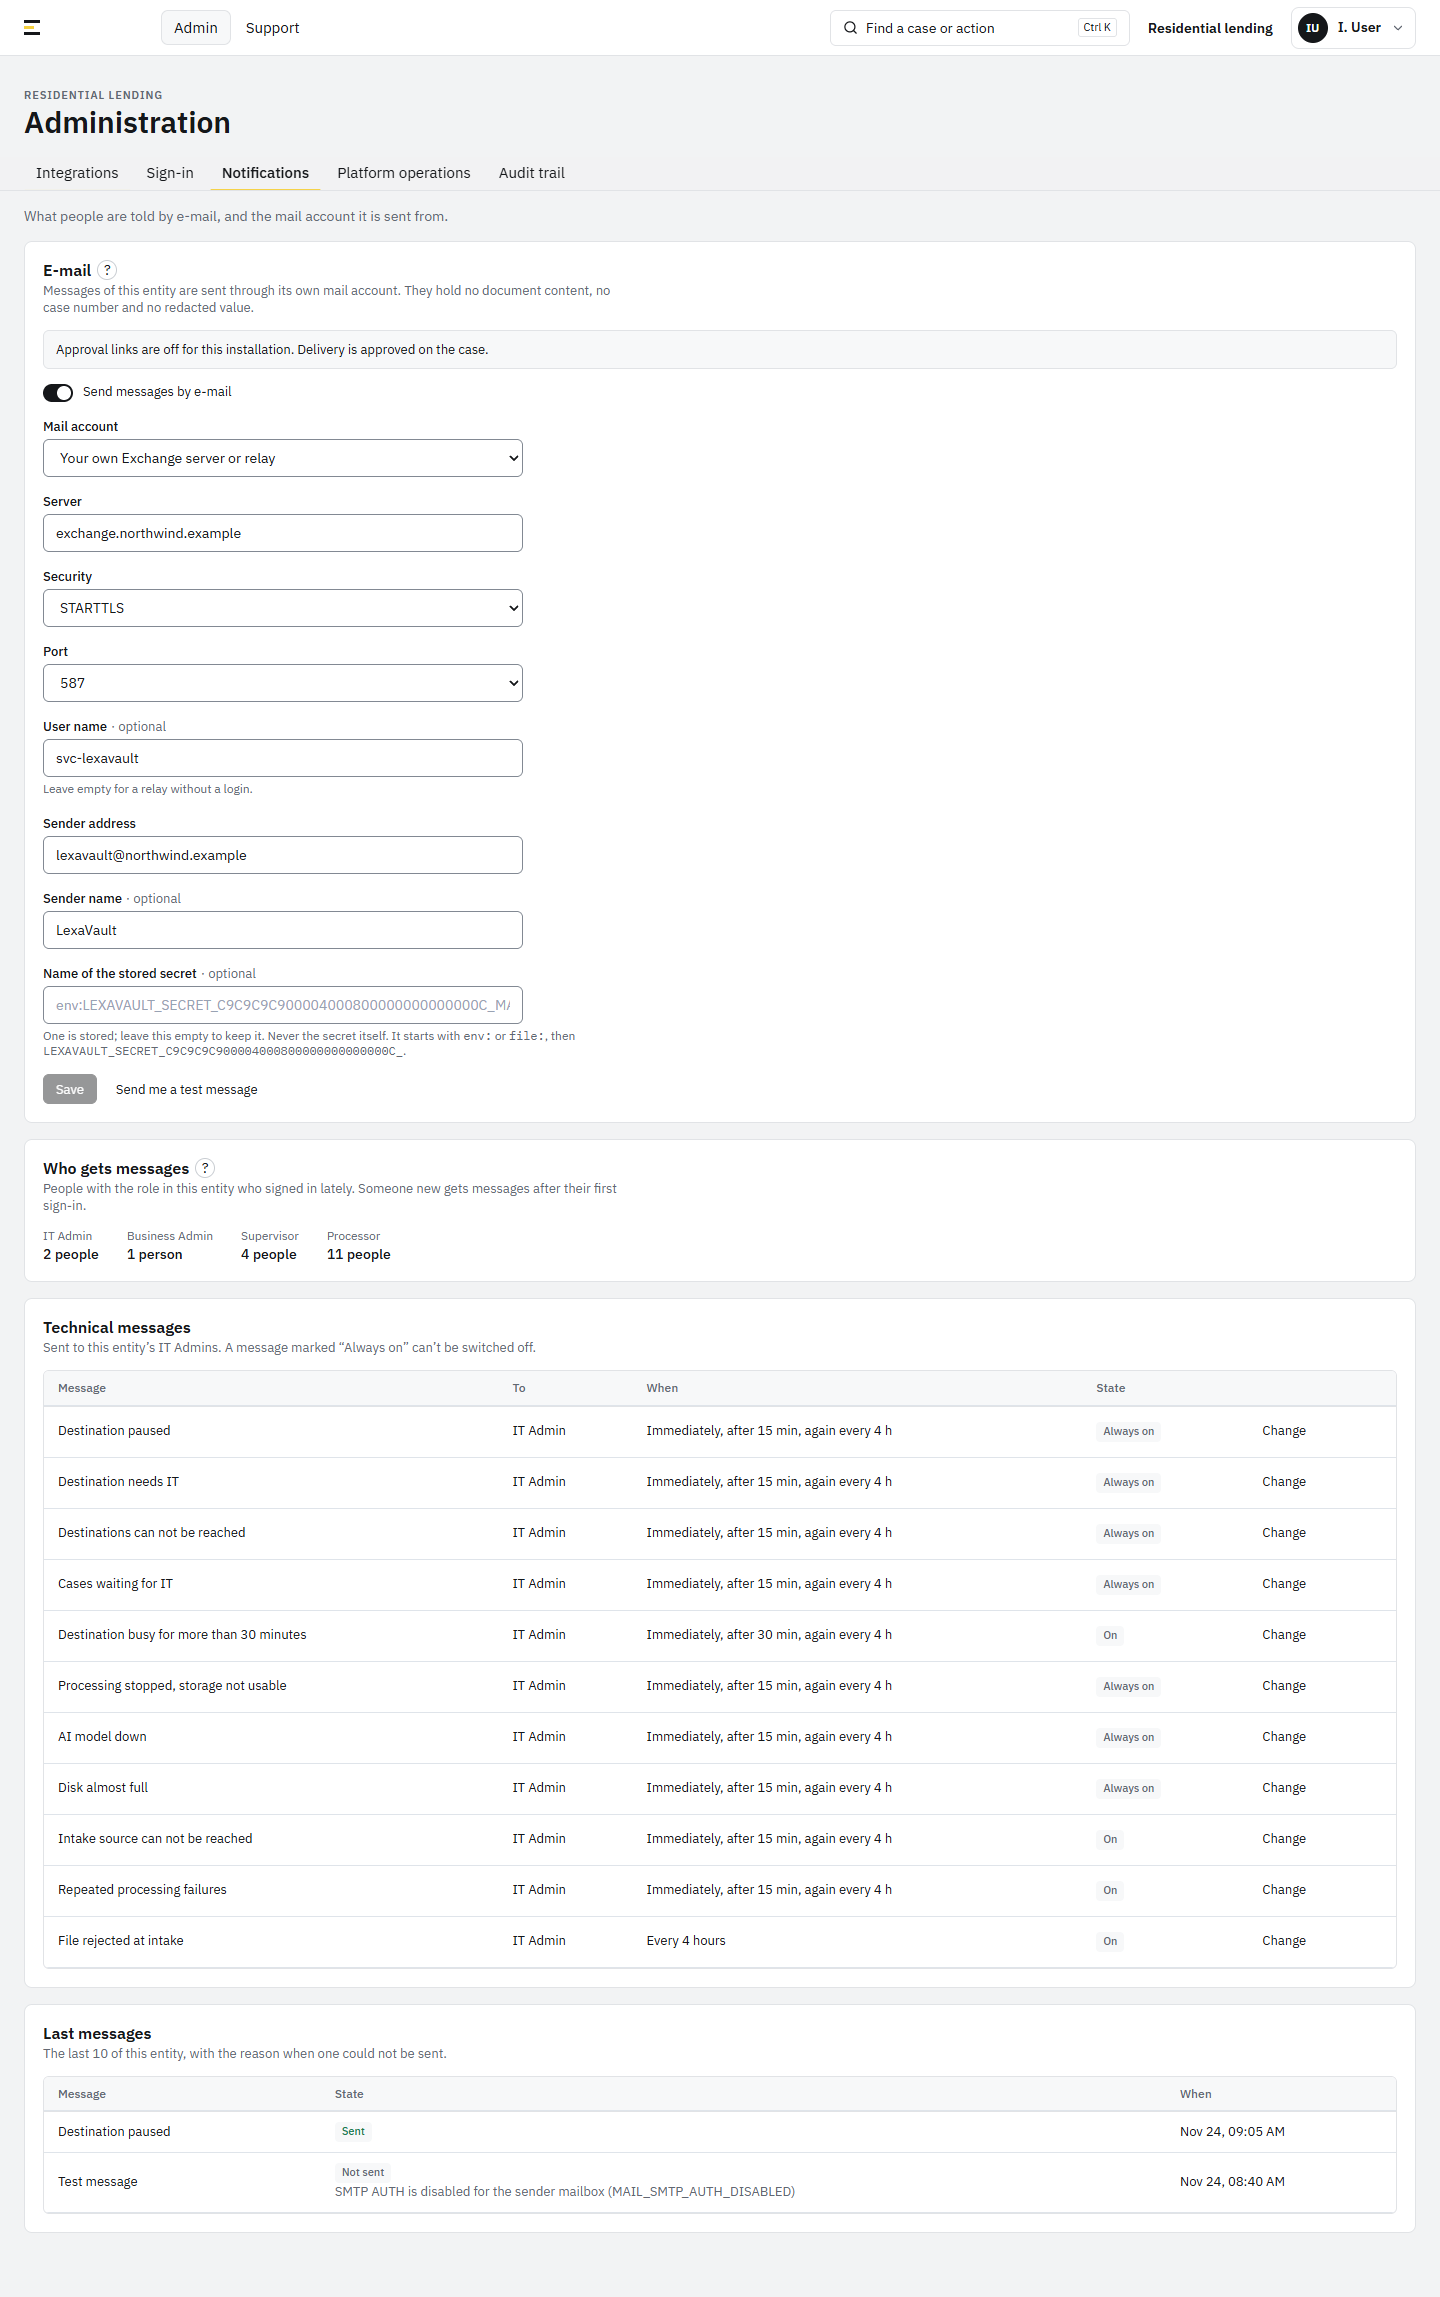 Admin
Support
Find a case or action
Ctrl K
Residential lending
IU
I. User
RESIDENTIAL LENDING
Administration
Integrations
Sign-in
Notifications
Platform operations
Audit trail
What people are told by e-mail, and the mail account it is sent from.
E-mail ?
Messages of this entity are sent through its own mail account. They hold no document content, no
case number and no redacted value.
Approval links are off for this installation. Delivery is approved on the case.
Send messages by e-mail
Mail account
Your own Exchange server or relay
Server
exchange.northwind.example
Security
STARTTLS
Port
587
User name · optional
svc-lexavault
Leave empty for a relay without a login.
Sender address
lexavault@northwind.example
Sender name · optional
LexaVault
Name of the stored secret · optional
env:LEXAVAULT_SECRET_C9C9C9C900004000800000000000000C_MA
One is stored; leave this empty to keep it. Never the secret itself. It starts with env: or file:, then
LEXAVAULT_SECRET_C9C9C9C900004000800000000000000C_.
Save
Send me a test message
Who gets messages ?
People with the role in this entity who signed in lately. Someone new gets messages after their first
sign-in.
IT Admin Business Admin Supervisor Processor
2 people 1 person 4 people 11 people
Technical messages
Sent to this entity’s IT Admins. A message marked “Always on” can’t be switched off.
Message To When State
Destination paused IT Admin Immediately, after 15 min, again every 4 h Always on Change
Destination needs IT IT Admin Immediately, after 15 min, again every 4 h Always on Change
Destinations can not be reached IT Admin Immediately, after 15 min, again every 4 h Always on Change
Cases waiting for IT IT Admin Immediately, after 15 min, again every 4 h Always on Change
Destination busy for more than 30 minutes IT Admin Immediately, after 30 min, again every 4 h On Change
Processing stopped, storage not usable IT Admin Immediately, after 15 min, again every 4 h Always on Change
AI model down IT Admin Immediately, after 15 min, again every 4 h Always on Change
Disk almost full IT Admin Immediately, after 15 min, again every 4 h Always on Change
Intake source can not be reached IT Admin Immediately, after 15 min, again every 4 h On Change
Repeated processing failures IT Admin Immediately, after 15 min, again every 4 h On Change
File rejected at intake IT Admin Every 4 hours On Change
Last messages
The last 10 of this entity, with the reason when one could not be sent.
Message State When
Destination paused Sent Nov 24, 09:05 AM
Test message Not sent Nov 24, 08:40 AM
SMTP AUTH is disabled for the sender mailbox (MAIL_SMTP_AUTH_DISABLED)